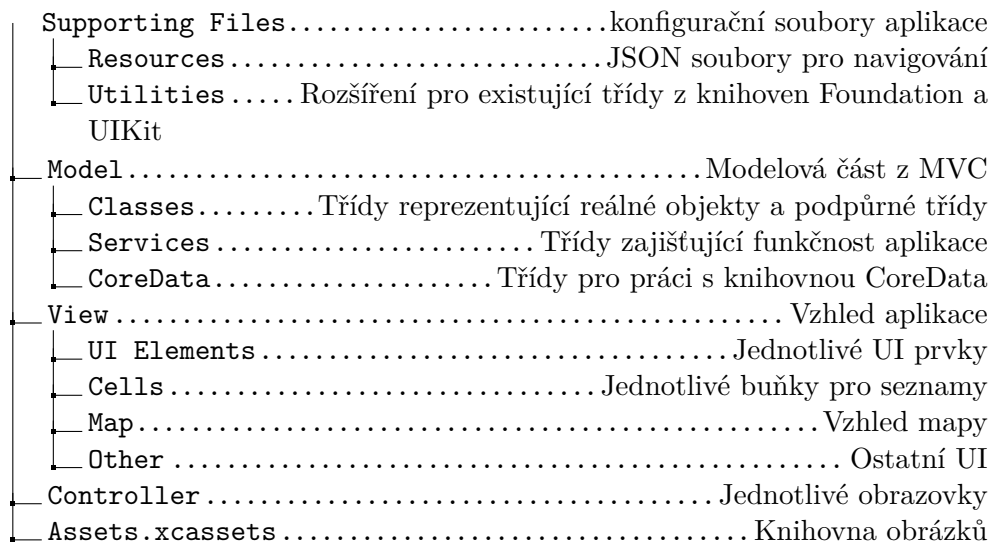 Supporting Files........................konfigurační soubory aplikace
Resources............................JSON soubory pro navigování
Utilities.....Rozšíření pro existující třídy z knihoven Foundation a
UIKit
Model...........................................Modelová část z MVC
Classes.........Třídy reprezentující reálné objekty a podpůrné třídy
Services........................Třídy zajišťující funkčnost aplikace
CoreData.....................Třídy pro práci s knihovnou CoreData
View..................................................Vzhled aplikace
UI Elements...................................Jednotlivé UI prvky
Cells................................Jednotlivé buňky pro seznamy
Map...................................................Vzhled mapy
Other..................................................Ostatní UI
Controller......................................Jednotlivé obrazovky
Assets.xcassets...................................Knihovna obrázků